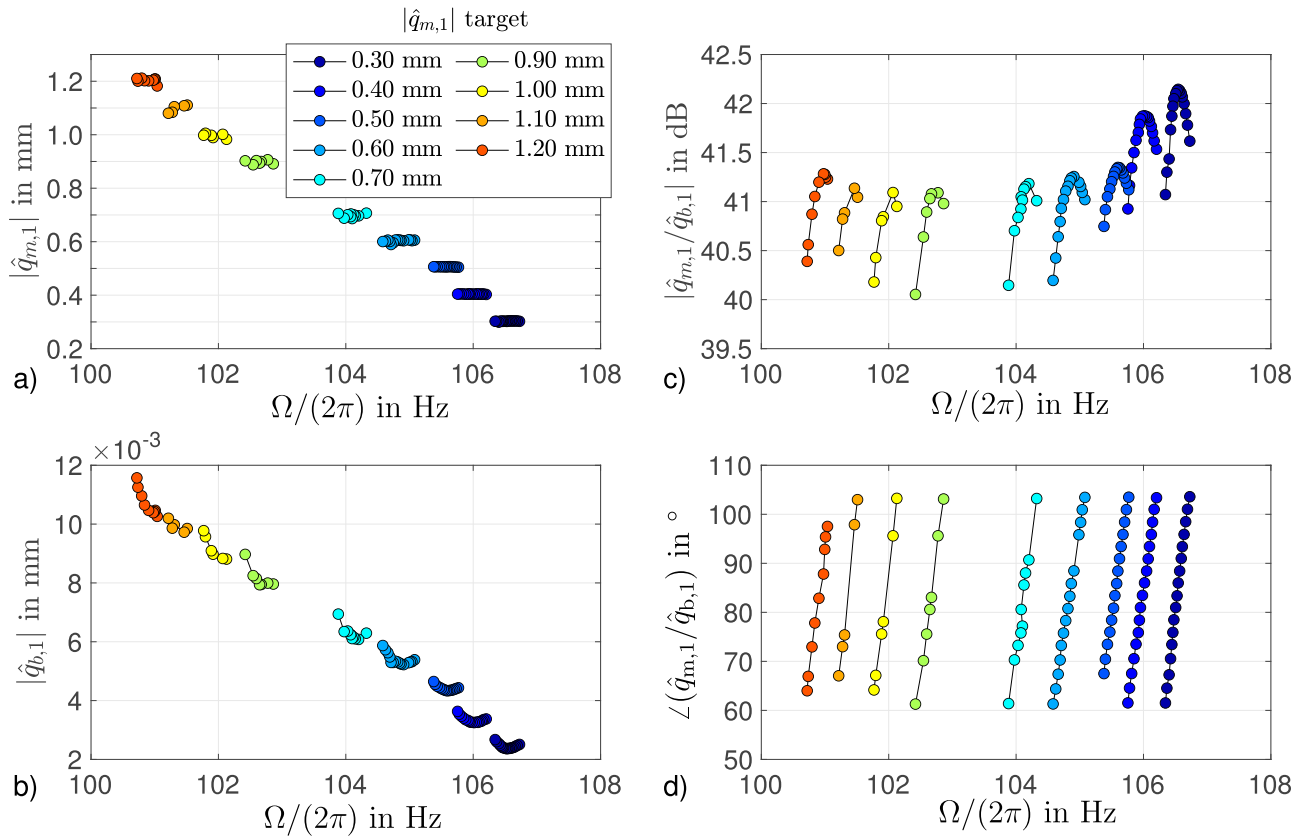 |q̂_{m,1}| target
0.30 mm
0.40 mm
0.50 mm
0.60 mm
0.70 mm
0.90 mm
1.00 mm
1.10 mm
1.20 mm
|q̂_{m,1}| in mm
1.2
1.0
0.8
0.6
0.4
0.2
100 102 104 106 108
a)
Ω/(2π) in Hz
|q̂_{m,1}/q̂_{b,1}| in dB
42.5
42
41.5
41
40.5
40
39.5
100 102 104 106 108
c)
Ω/(2π) in Hz
×10^{-3}
|q̂_{b,1}| in mm
12
10
8
6
4
2
100 102 104 106 108
b)
Ω/(2π) in Hz
∠(q̂_{m,1}/q̂_{b,1}) in °
110
100
90
80
70
60
50
100 102 104 106 108
d)
Ω/(2π) in Hz